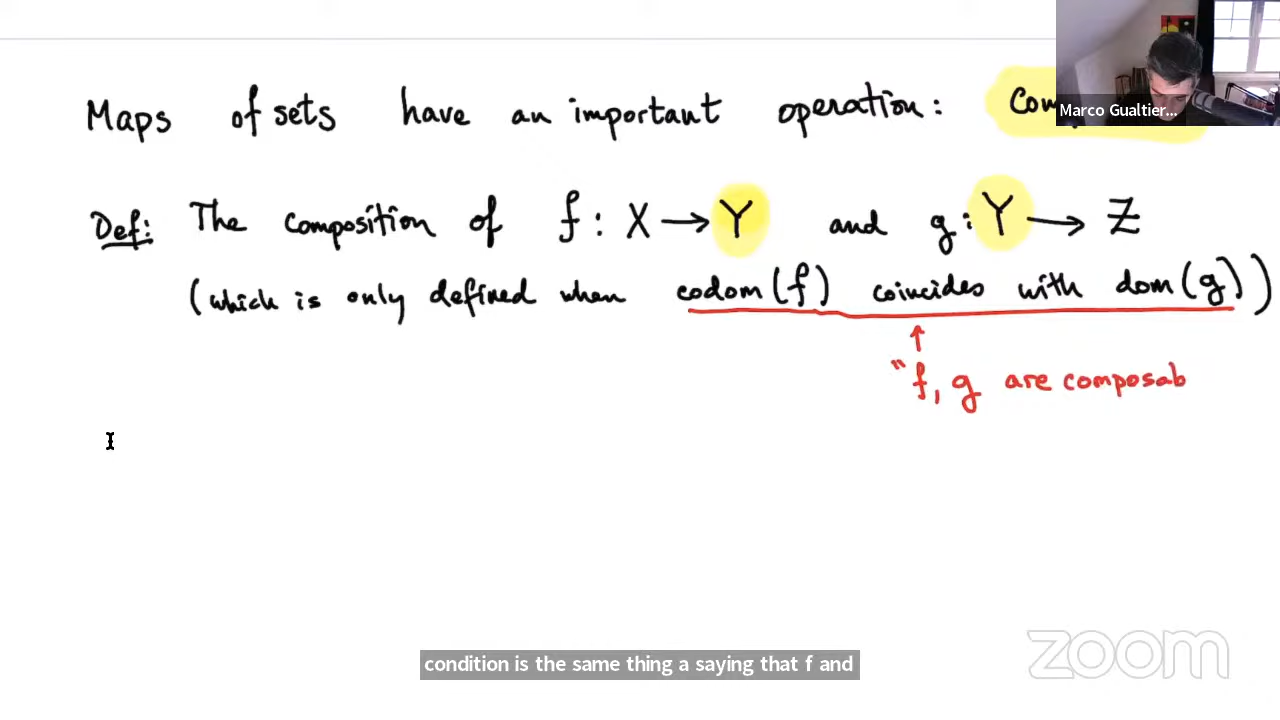 Maps of sets have an important operation:
Marco Gualtier...
Def: The composition of f : X → Y and g : Y → Z
(which is only defined when codom(f) coincides with dom(g))
↑
"f, g are composab
condition is the same thing a saying that f and
zoom